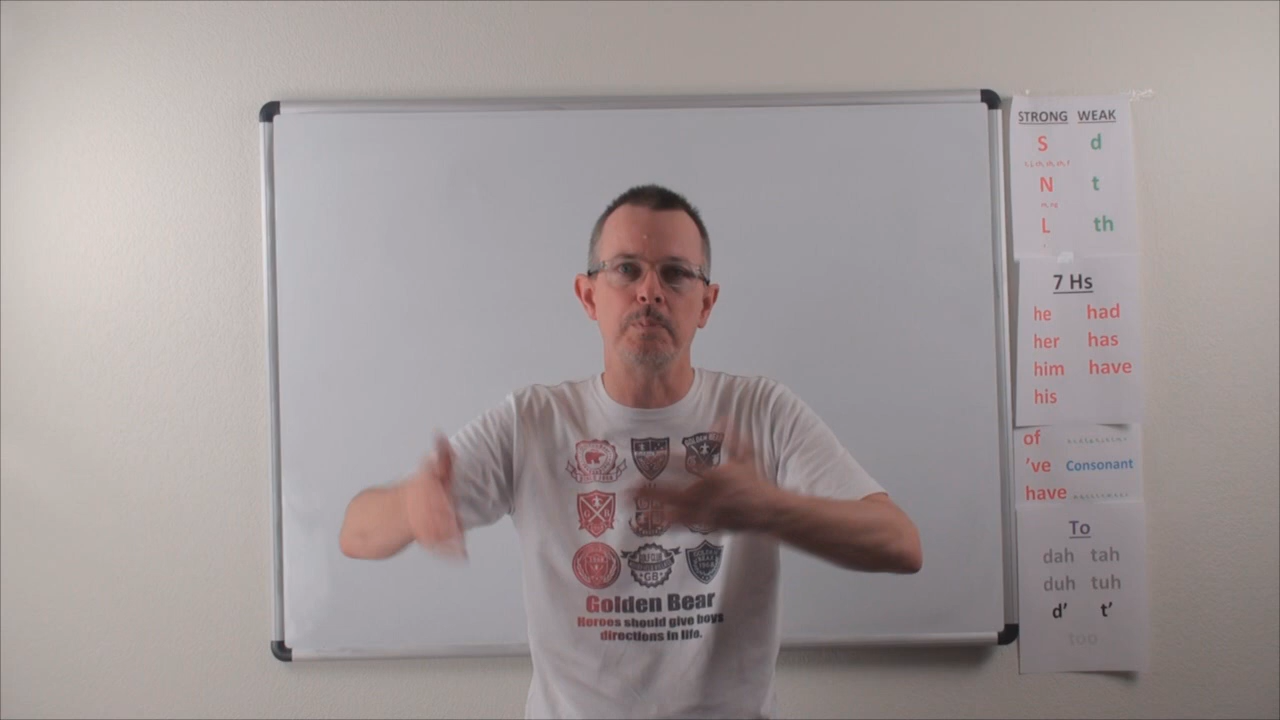 STRONG WEAK
S d
N t
L th
7 Hs
he had
her has
him have
his
of
've Consonant
have
To
dah tah
duh tuh
d' t'
too
GB
Golden Bear
Heroes should give boys
directions in life.